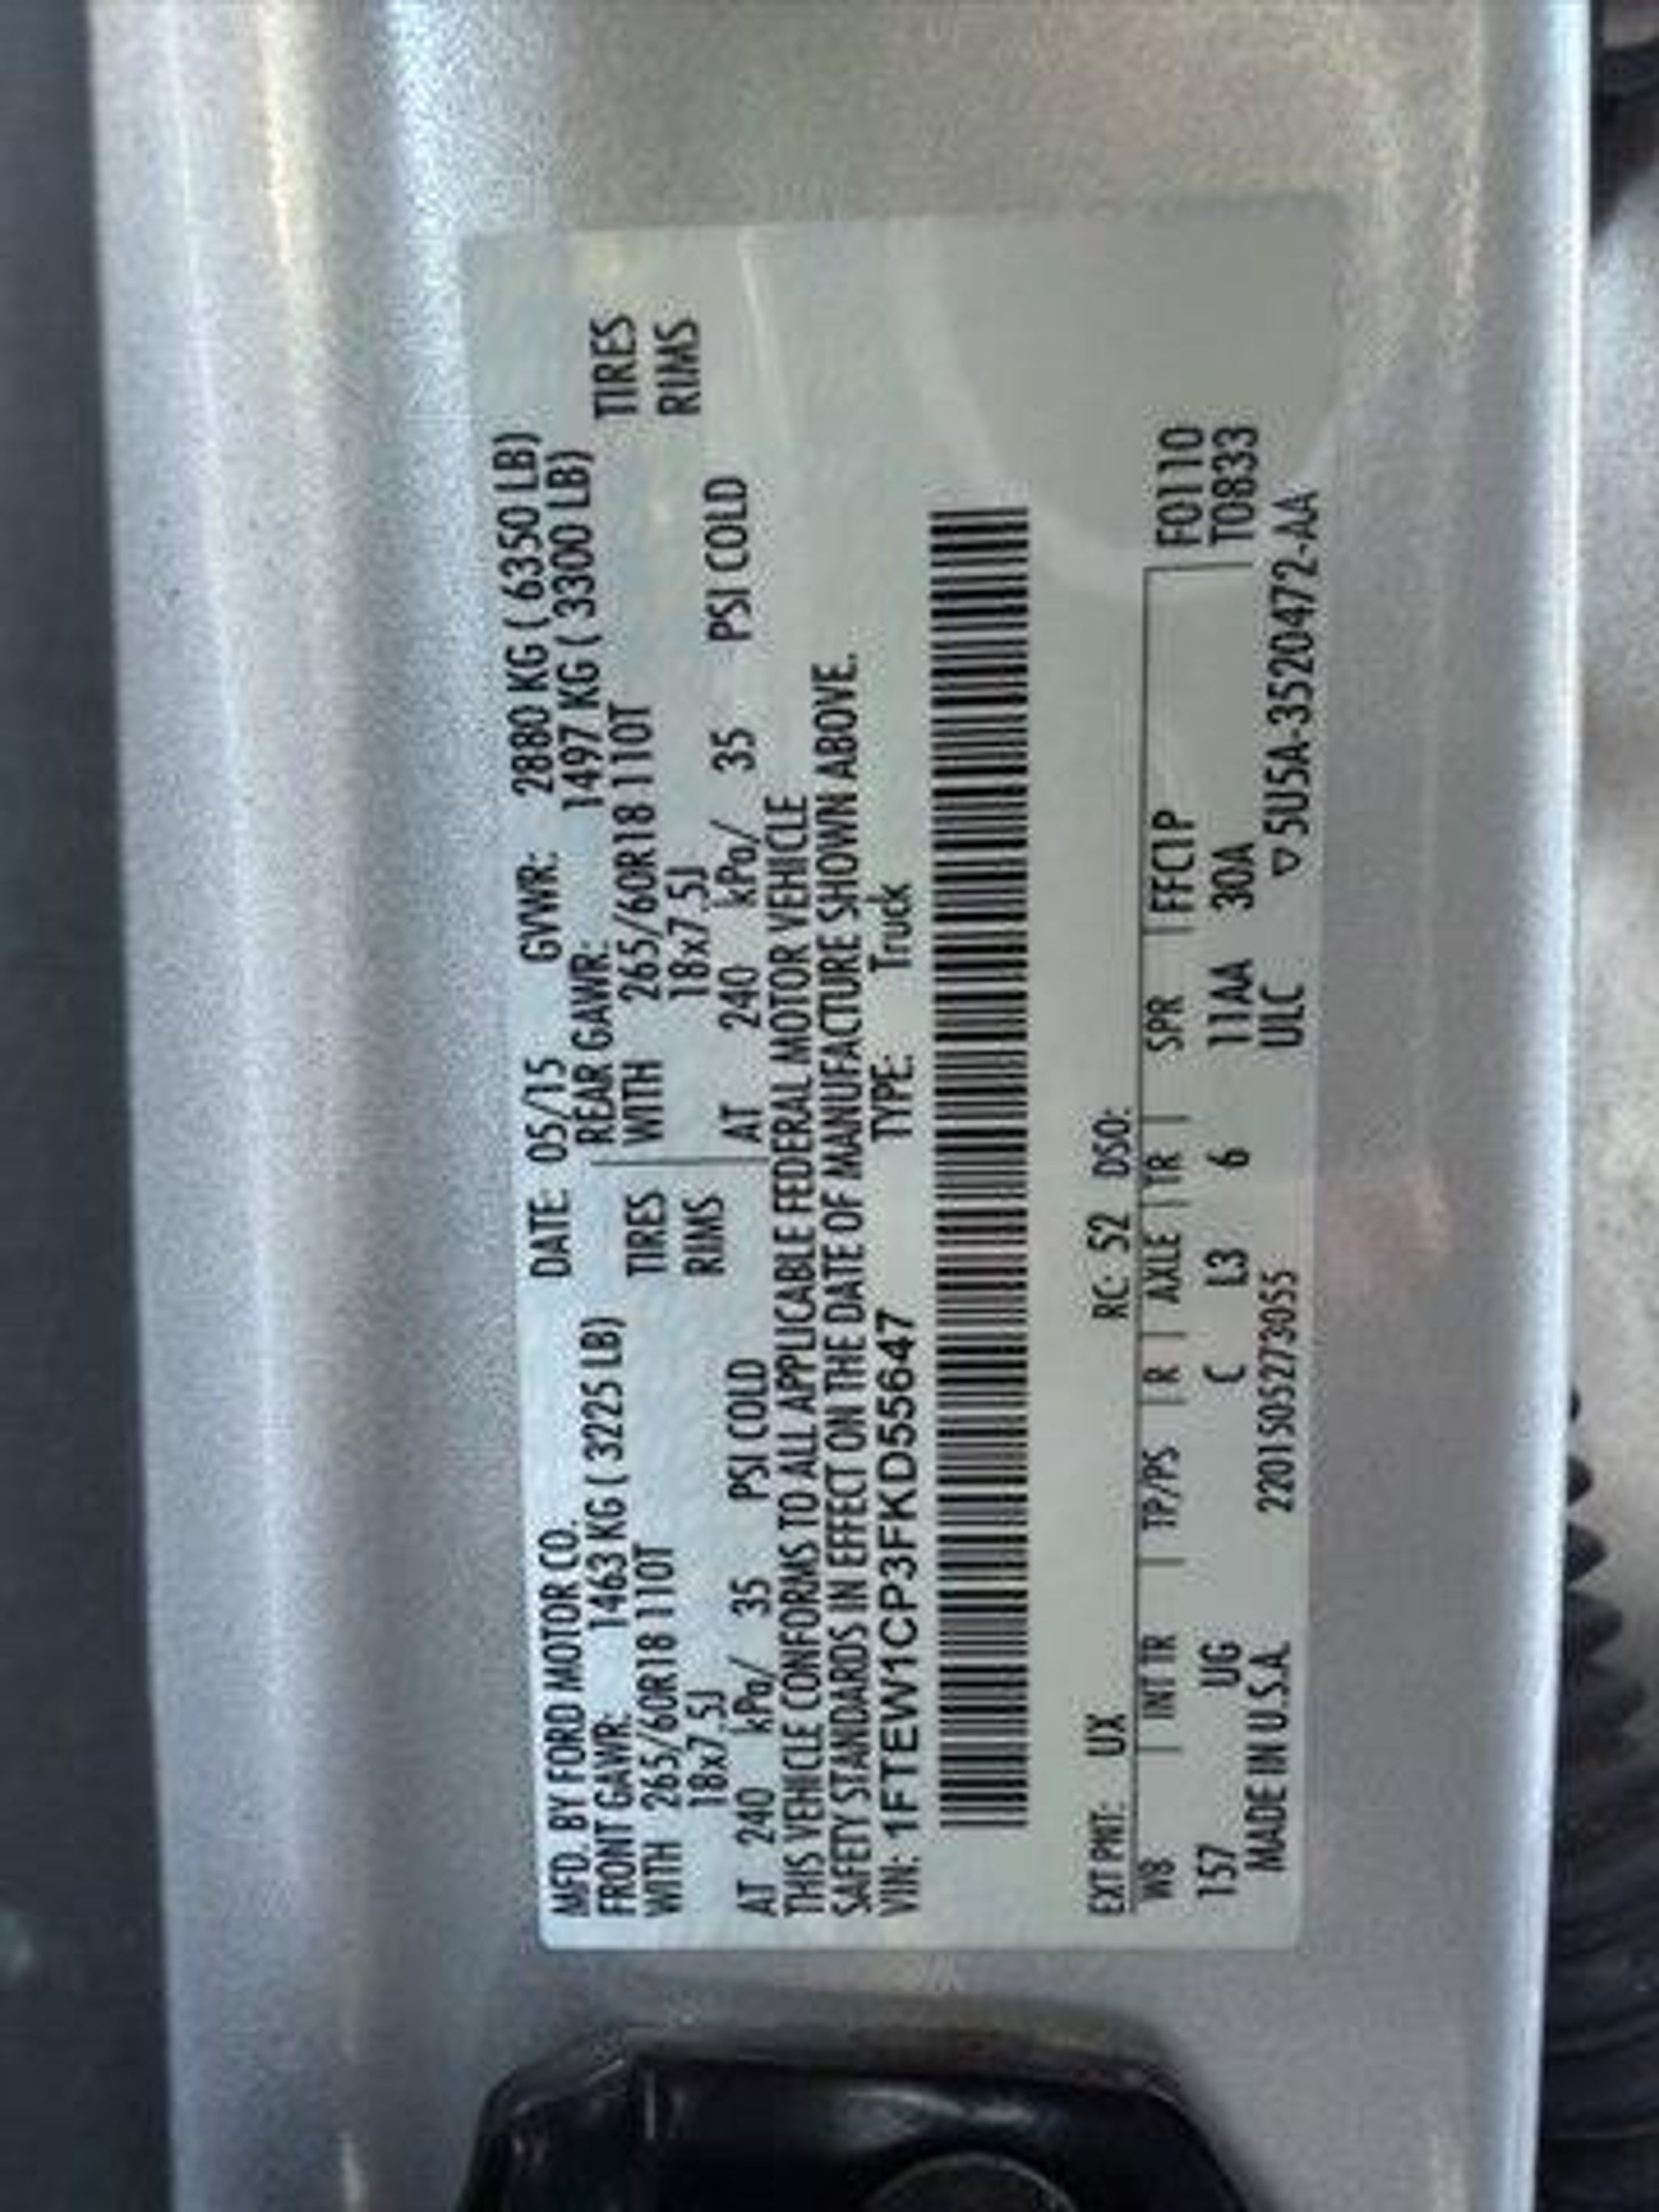 MFD. BY FORD MOTOR CO.
DATE: 05/15 GVWR: 2880 KG ( 6350 LB)
FRONT GAWR: 1463 KG ( 3225 LB) REAR GAWR: 1497 KG ( 3300 LB)
WITH 265/60R18 110T TIRES WITH 265/60R18 110T TIRES
18x7.5J RIMS 18x7.5J RIMS
AT 240 kPa/ 35 PSI COLD AT 240 kPa/ 35 PSI COLD
THIS VEHICLE CONFORMS TO ALL APPLICABLE FEDERAL MOTOR VEHICLE
SAFETY STANDARDS IN EFFECT ON THE DATE OF MANUFACTURE SHOWN ABOVE.
VIN: 1FTEW1CP3FKD55647 TYPE: Truck
EXT PNT: UX RC: 52 DSO:
WB | INT TR | TP/PS | R | AXLE | TR | SPR | FFC1P F0110
157 UG C L3 6 11AA 30A T0833
MADE IN U.S.A. 2201505273055 ULC ▽ 5U5A-3520472-AA